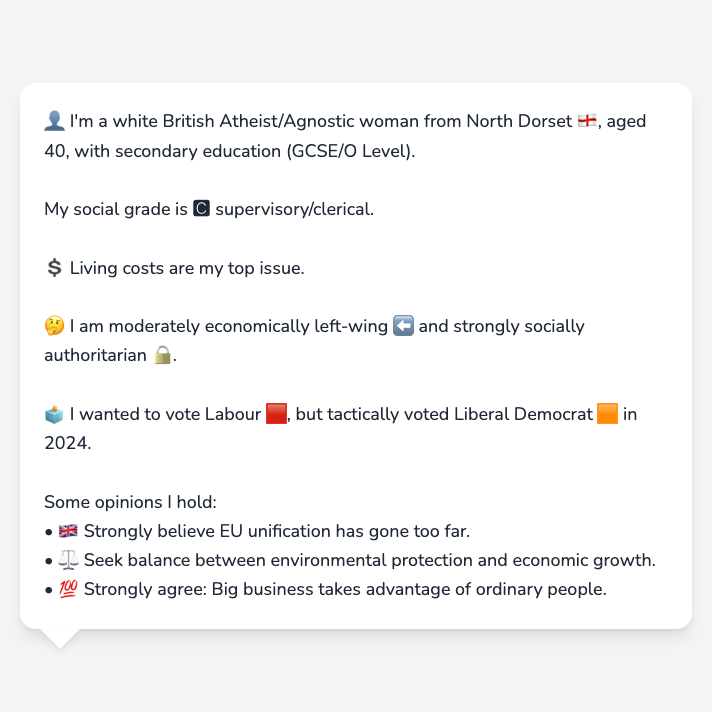 👤 I'm a white British Atheist/Agnostic woman from North Dorset 🏴󠁧󠁢󠁥󠁮󠁧󠁿, aged
40, with secondary education (GCSE/O Level).
My social grade is 🅲 supervisory/clerical.
💲 Living costs are my top issue.
🤔 I am moderately economically left-wing ⬅️ and strongly socially
authoritarian 🔒.
🗳️ I wanted to vote Labour 🟥, but tactically voted Liberal Democrat 🟧 in
2024.
Some opinions I hold:
• 🇬🇧 Strongly believe EU unification has gone too far.
• ⚖️ Seek balance between environmental protection and economic growth.
• 💯 Strongly agree: Big business takes advantage of ordinary people.